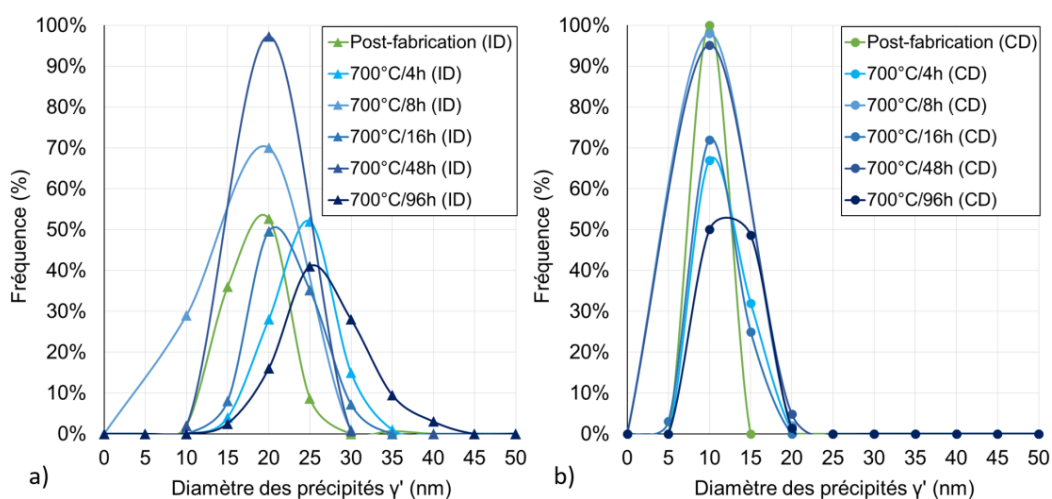 100%
90%
80%
70%
60%
50%
40%
30%
20%
10%
0%
Fréquence (%)
Post-fabrication (ID)
700°C/4h (ID)
700°C/8h (ID)
700°C/16h (ID)
700°C/48h (ID)
700°C/96h (ID)
0 5 10 15 20 25 30 35 40 45 50
a) Diamètre des précipités γ' (nm)
100%
90%
80%
70%
60%
50%
40%
30%
20%
10%
0%
Fréquence (%)
Post-fabrication (CD)
700°C/4h (CD)
700°C/8h (CD)
700°C/16h (CD)
700°C/48h (CD)
700°C/96h (CD)
0 5 10 15 20 25 30 35 40 45 50
b) Diamètre des précipités γ' (nm)